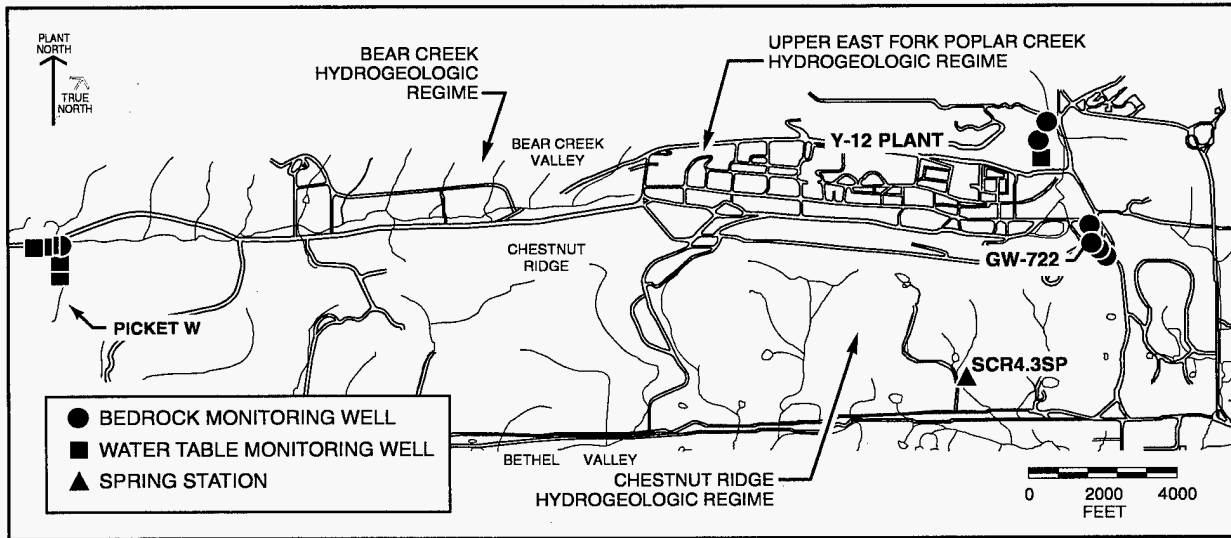 PLANT
NORTH
TRUE
NORTH
BEAR CREEK
HYDROGEOLOGIC
REGIME
UPPER EAST FORK POPLAR CREEK
HYDROGEOLOGIC REGIME
BEAR CREEK
VALLEY
Y-12 PLANT
CHESTNUT
RIDGE
GW-722
PICKET W
SCR4.3SP
BEDROCK MONITORING WELL
WATER TABLE MONITORING WELL
SPRING STATION
BETHEL VALLEY
CHESTNUT RIDGE
HYDROGEOLOGIC REGIME
0 2000 4000
FEET